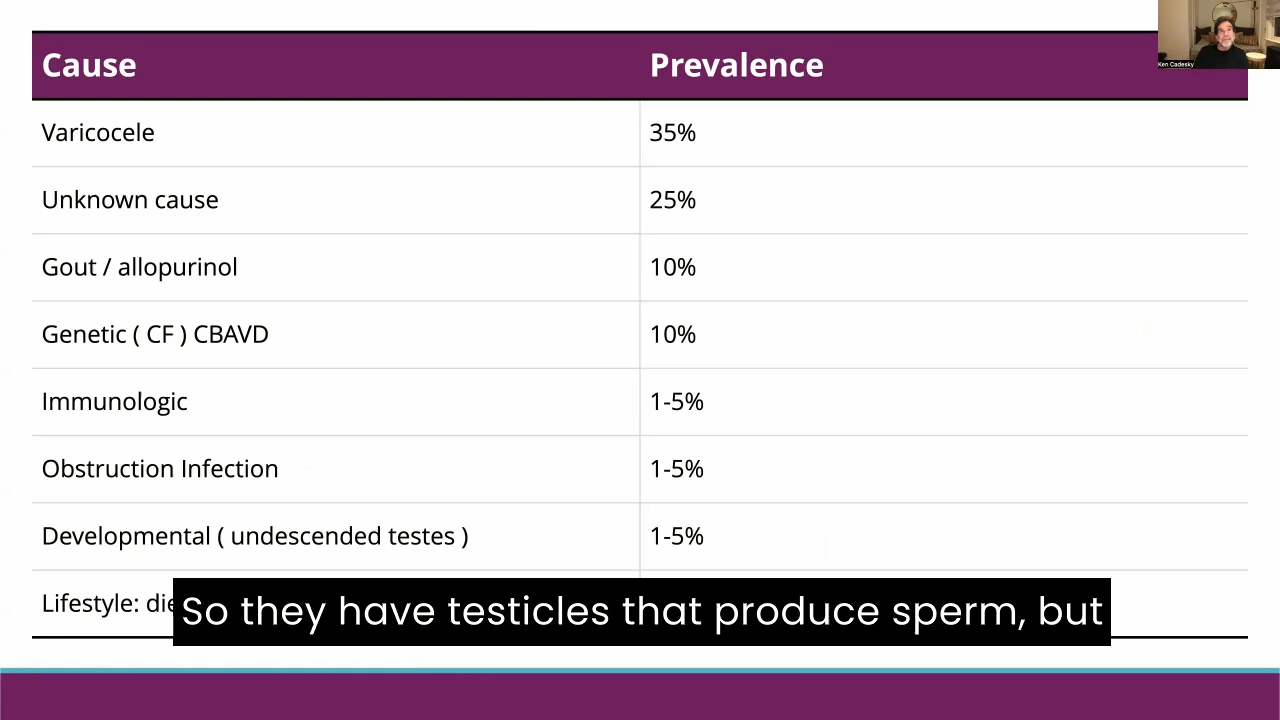 Cause Prevalence
Ken Cadesky
Varicocele 35%
Unknown cause 25%
Gout / allopurinol 10%
Genetic ( CF ) CBAVD 10%
Immunologic 1-5%
Obstruction Infection 1-5%
Developmental ( undescended testes ) 1-5%
Lifestyle:
So they have testicles that produce sperm, but